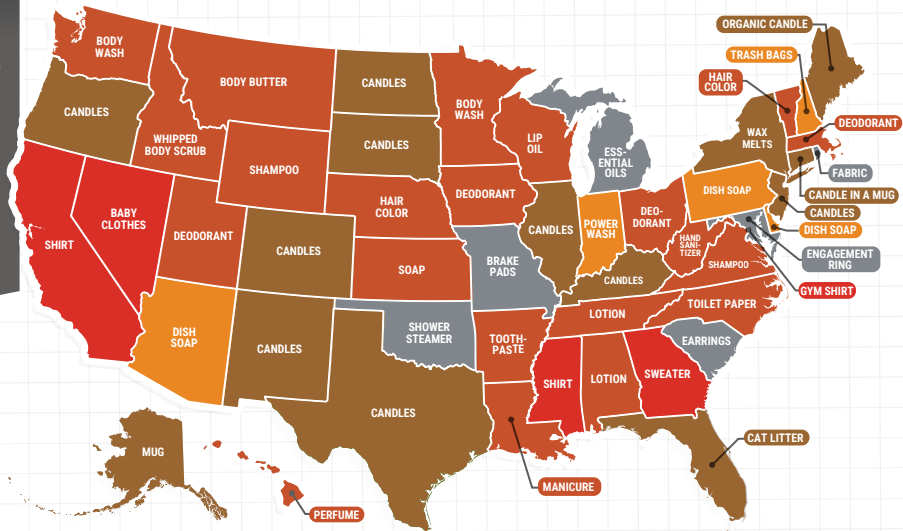 ORGANIC CANDLE
TRASH BAGS
BODY
WASH
HAIR
COLOR
BODY BUTTER
CANDLES
BODY
WASH
CANDLES
DEODORANT
WHIPPED
BODY SCRUB
CANDLES
LIP
OIL
WAX
MELTS
ESS-
ENTIAL
OILS
SHAMPOO
FABRIC
DISH SOAP
DEODORANT
HAIR
COLOR
CANDLE IN A MUG
BABY
CLOTHES
CANDLES
DEO-
DORANT
POWER
WASH
CANDLES
DISH SOAP
DEODORANT
SHIRT
CANDLES
HAND
SANI-
TIZER
ENGAGEMENT
RING
SOAP
BRAKE
PADS
SHAMPOO
CANDLES
GYM SHIRT
TOILET PAPER
LOTION
DISH
SOAP
SHOWER
STEAMER
TOOTH-
PASTE
EARRINGS
CANDLES
SHIRT
LOTION
SWEATER
CANDLES
CAT LITTER
MUG
MANICURE
PERFUME